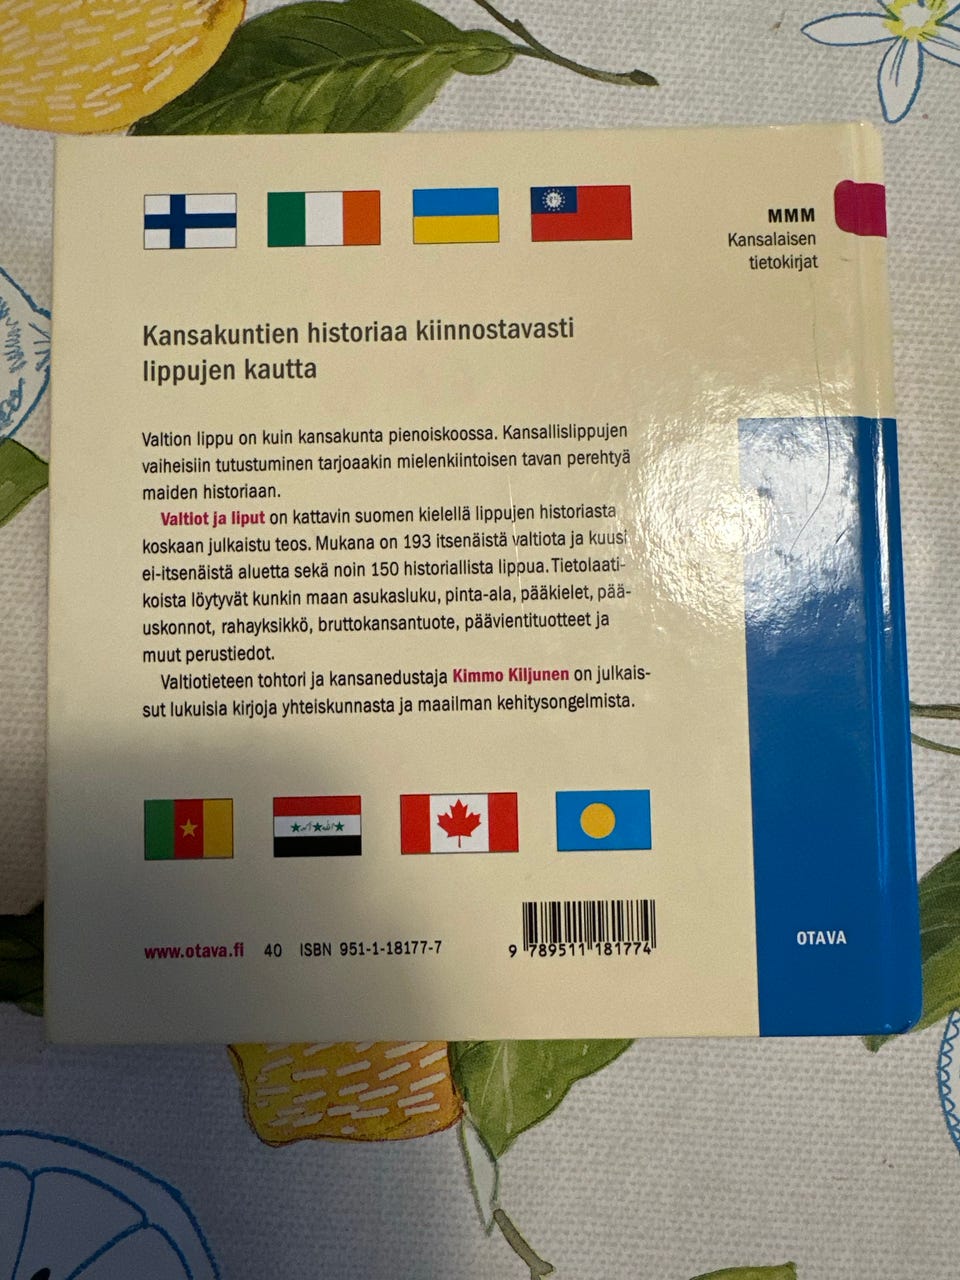 MMM
Kansalaisen
tietokirjat
Kansakuntien historiaa kiinnostavasti
lippujen kautta
Valtion lippu on kuin kansakunta pienoiskoossa. Kansallislippujen
vaiheisiin tutustuminen tarjoaakin mielenkiintoisen tavan perehtyä
maiden historiaan.
Valtiot ja liput on kattavin suomen kielellä lippujen historiasta
koskaan julkaistu teos. Mukana on 193 itsenäistä valtiota ja kuusi
ei-itsenäistä aluetta sekä noin 150 historiallista lippua. Tietolaati-
koista löytyvät kunkin maan asukasluku, pinta-ala, pääkielet, pää-
uskonnot, rahayksikkö, bruttokansantuote, päävientituotteet ja
muut perustiedot.
Valtiotieteen tohtori ja kansanedustaja Kimmo Kiljunen on julkais-
sut lukuisia kirjoja yhteiskunnasta ja maailman kehitysongelmista.
www.otava.fi 40 ISBN 951-1-18177-7
9 789511 181774
OTAVA